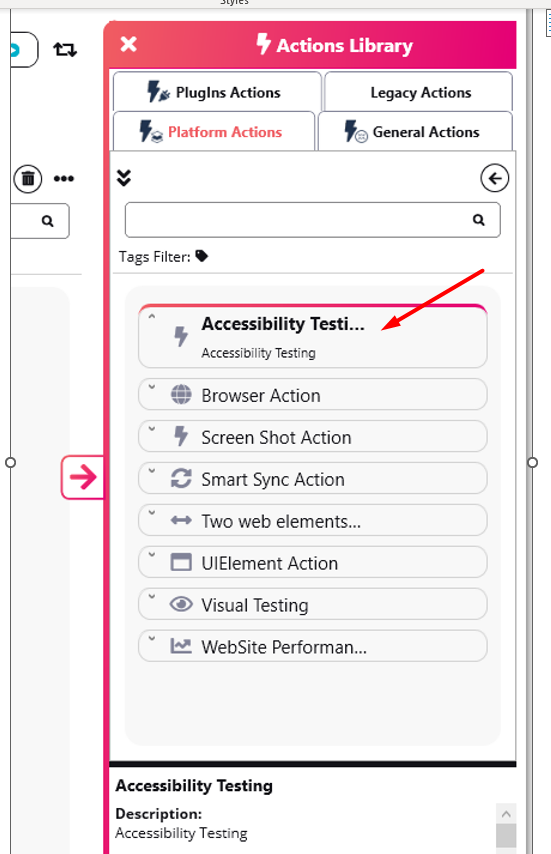 Styles
Actions Library
PlugIns Actions
Legacy Actions
Platform Actions
General Actions
Tags Filter:
Accessibility Testi...
Accessibility Testing
Browser Action
Screen Shot Action
Smart Sync Action
Two web elements...
UIElement Action
Visual Testing
WebSite Performan...
Accessibility Testing
Description:
Accessibility Testing